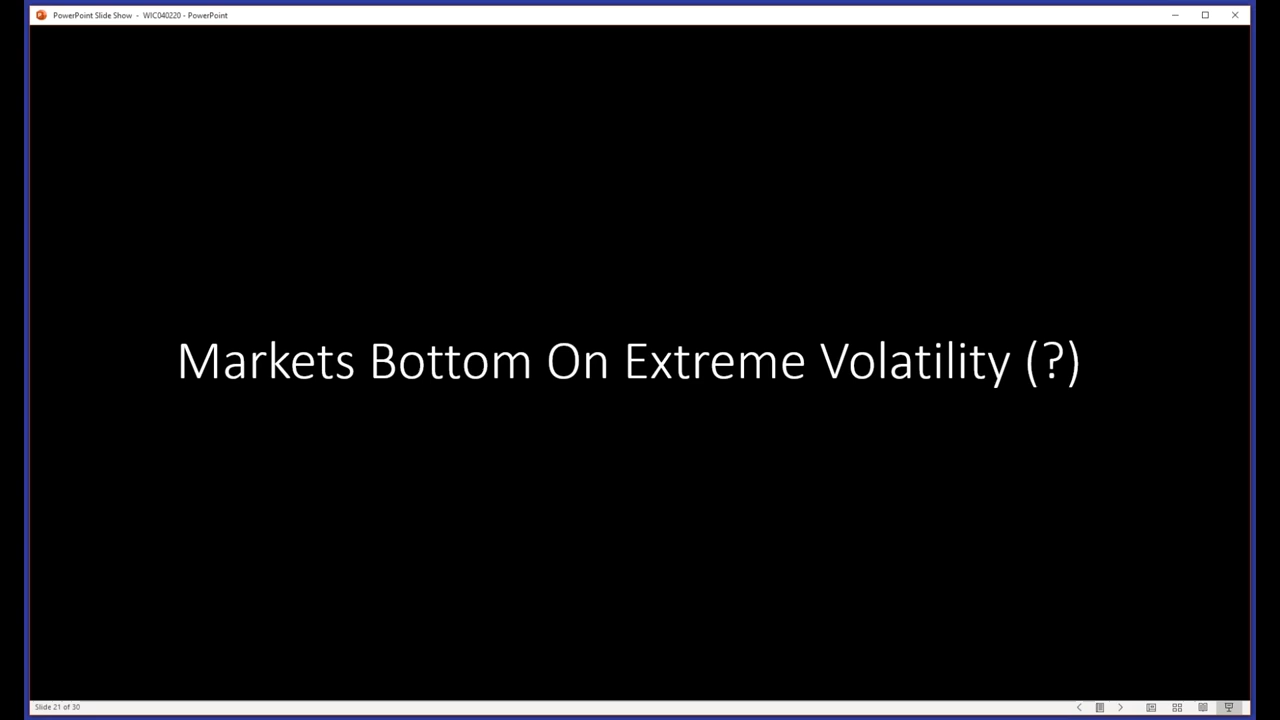 PowerPoint Slide Show - WIC040220 - PowerPoint
Markets Bottom On Extreme Volatility (?)
Slide 21 of 30